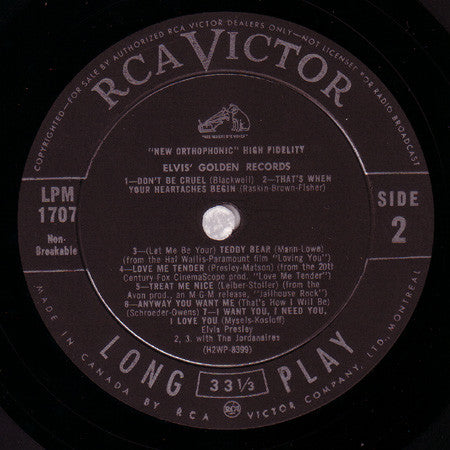 COPYRIGHTED—FOR SALE BY AUTHORIZED RCA VICTOR DEALERS ONLY—NOT LICENSED FOR RADIO BROADCAST
RCA VICTOR
"HIS MASTER'S VOICE"
"NEW ORTHOPHONIC" HIGH FIDELITY
ELVIS' GOLDEN RECORDS
1—DON'T BE CRUEL (Blackwell) 2—THAT'S WHEN
YOUR HEARTACHES BEGIN (Raskin-Brown-Fisher)
LPM
1707
Non-
Breakable
SIDE
2
3—(Let Me Be Your) TEDDY BEAR (Mann-Lowe)
(from the Hal Wallis-Paramount film "Loving You")
4—LOVE ME TENDER (Presley-Matson) (from the 20th
Century Fox CinemaScope prod. "Love Me Tender")
5—TREAT ME NICE (Leiber-Stoller) (from the
Avon prod., an M G M release, "Jailhouse Rock")
6—ANYWAY YOU WANT ME (That's How I Will Be)
(Schroeder-Owens) 7—I WANT YOU, I NEED YOU,
I LOVE YOU (Mysels-Kosloff)
Elvis Presley
2, 3. with The Jordanaires
(H2WP-8399)
LONG 33 1/3 PLAY
MADE IN CANADA BY RCA RCA VICTOR COMPANY, LTD., MONTREAL